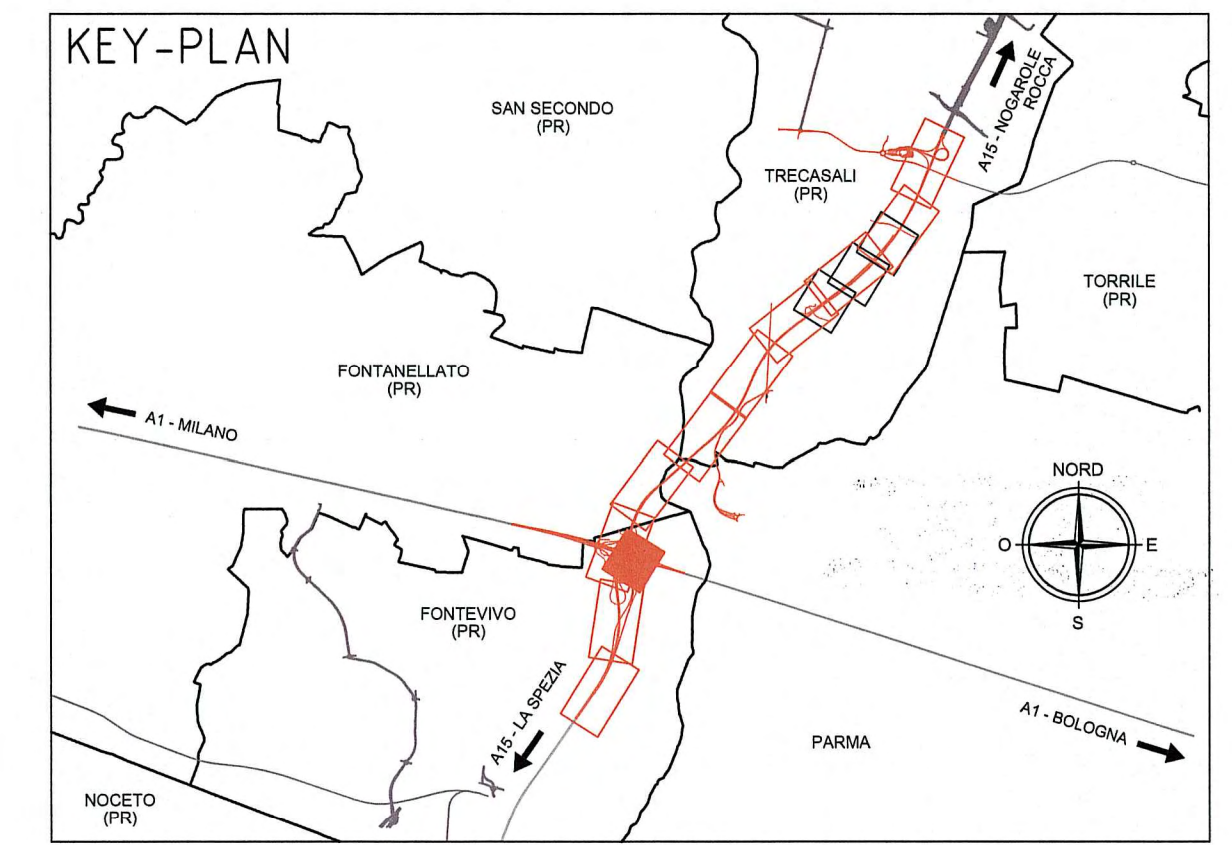 KEY-PLAN
SAN SECONDO
(PR)
A15 - NOGAROLE
ROCCA
TRECASALI
(PR)
TORRILE
(PR)
FONTANELLATO
(PR)
A1 - MILANO
NORD
O
E
S
FONTEVIVO
(PR)
A15 - LA SPEZIA
A1 - BOLOGNA
PARMA
NOCETO
(PR)